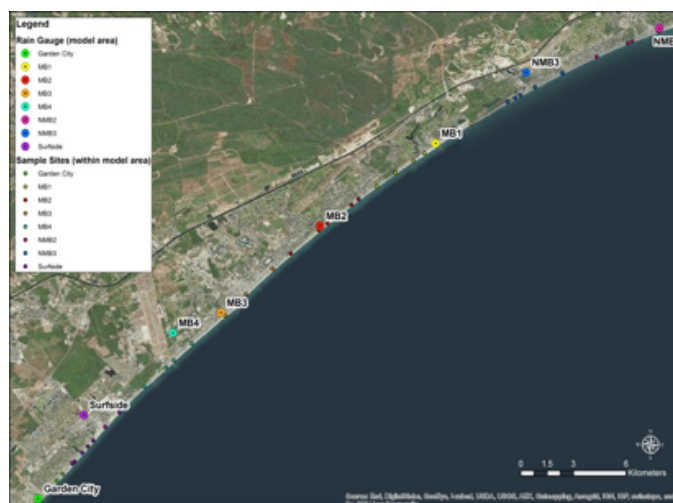 Legend
Rain Gauge (model area)
Garden City
MB1
MB2
MB3
MB4
NMB2
NMB3
Surfside
Sample Sites (within model area)
Garden City
MB1
MB2
MB3
MB4
NMB2
NMB3
Surfside
NMB
NMB3
MB1
MB2
MB3
MB4
Surfside
Garden City
0 1.5 3 6
Kilometers